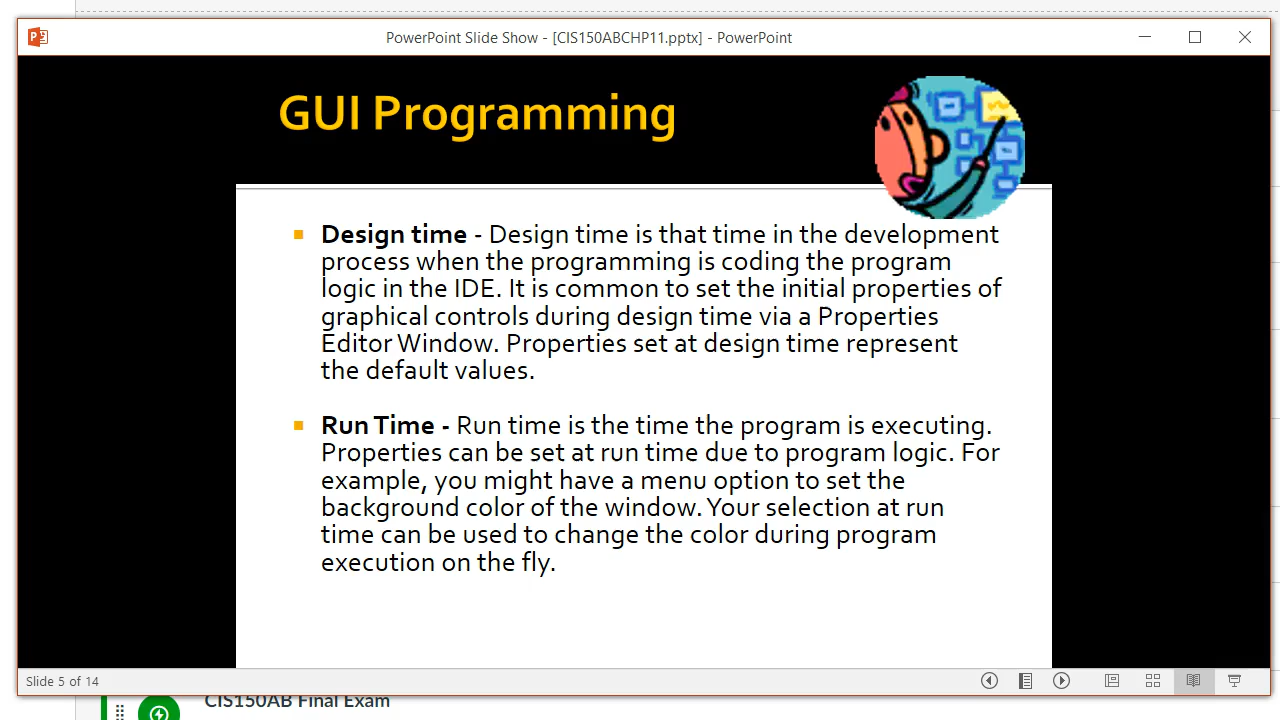 PowerPoint Slide Show - [CIS150ABCHP11.pptx] - PowerPoint
GUI Programming
Design time - Design time is that time in the development
process when the programming is coding the program
logic in the IDE. It is common to set the initial properties of
graphical controls during design time via a Properties
Editor Window. Properties set at design time represent
the default values.
Run Time - Run time is the time the program is executing.
Properties can be set at run time due to program logic. For
example, you might have a menu option to set the
background color of the window. Your selection at run
time can be used to change the color during program
execution on the fly.
Slide 5 of 14
CIS150AB Final Exam